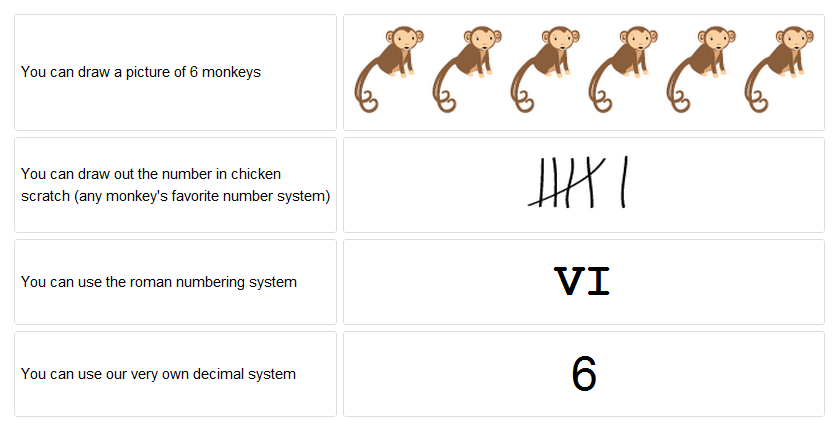 You can draw a picture of 6 monkeys
You can draw out the number in chicken
scratch (any monkey's favorite number system)
You can use the roman numbering system
VI
You can use our very own decimal system
6